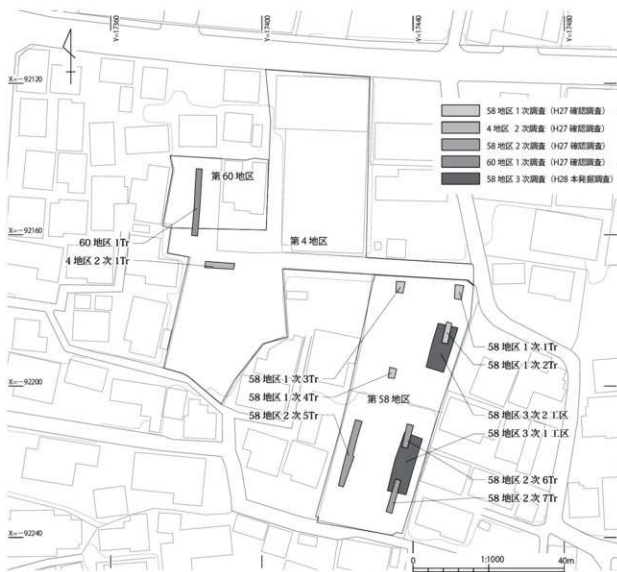 Y=17360
Y=17400
Y=17440
Y=17480
X=-92120
58 地区 1 次調査（H27 確認調査）
4 地区 2 次調査（H27 確認調査）
58 地区 2 次調査（H27 確認調査）
60 地区 1 次調査（H27 確認調査）
58 地区 3 次調査（H28 本発掘調査）
第 60 地区
X=-92160
60 地区 1Tr
第 4 地区
4 地区 2 次 1Tr
58 地区 1 次 1Tr
58 地区 1 次 2Tr
58 地区 1 次 3Tr
X=-92200
58 地区 1 次 4Tr
第 58 地区
58 地区 2 次 5Tr
58 地区 3 次 2 工区
58 地区 3 次 1 工区
58 地区 2 次 6Tr
58 地区 2 次 7Tr
X=-92240
0
1:1000
40m